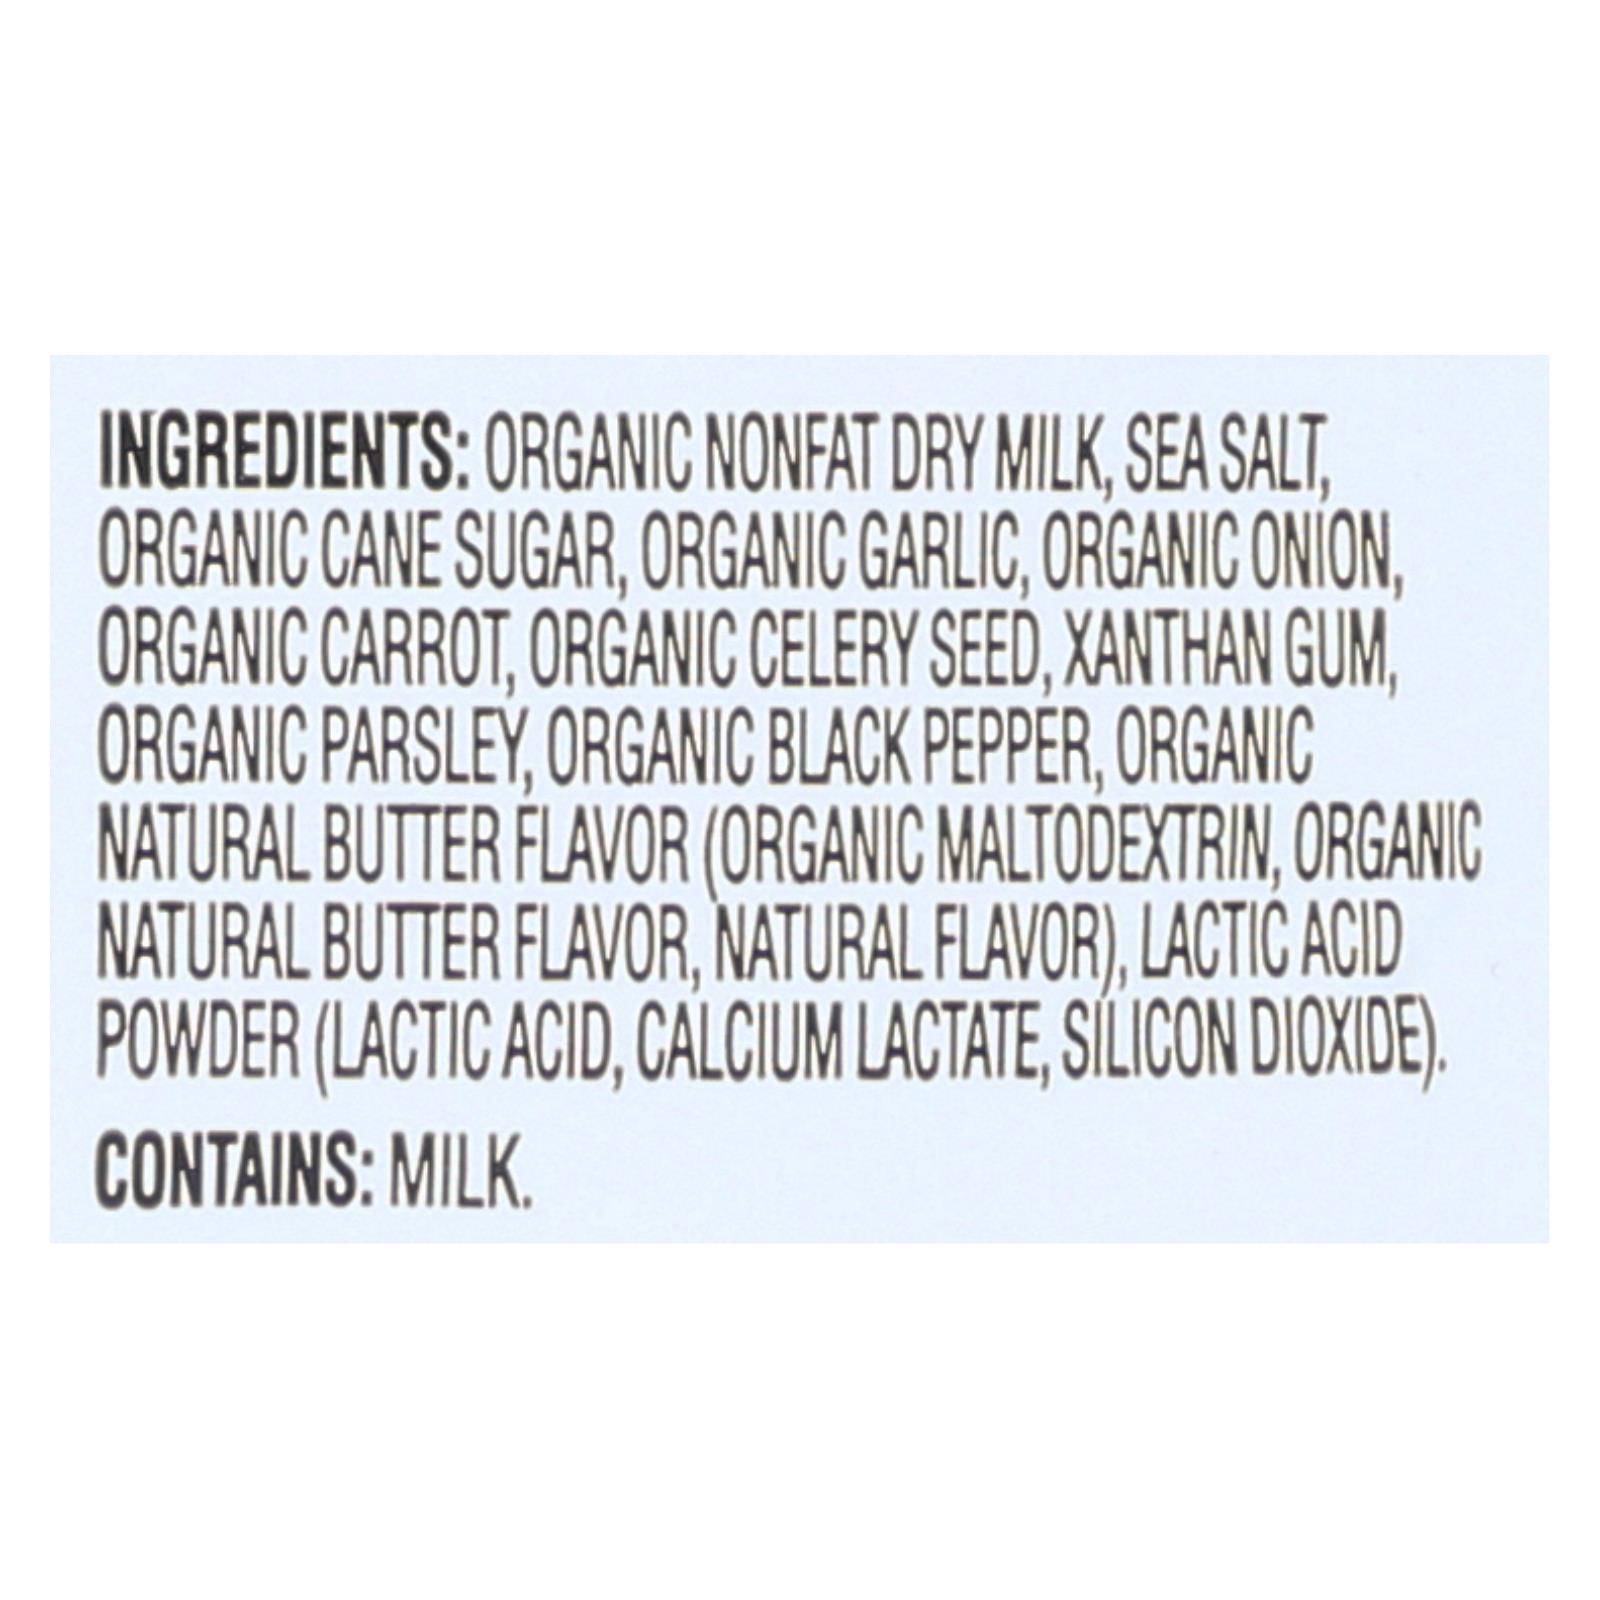 INGREDIENTS: ORGANIC NONFAT DRY MILK, SEA SALT,
ORGANIC CANE SUGAR, ORGANIC GARLIC, ORGANIC ONION,
ORGANIC CARROT, ORGANIC CELERY SEED, XANTHAN GUM,
ORGANIC PARSLEY, ORGANIC BLACK PEPPER, ORGANIC
NATURAL BUTTER FLAVOR (ORGANIC MALTODEXTRIN, ORGANIC
NATURAL BUTTER FLAVOR, NATURAL FLAVOR), LACTIC ACID
POWDER (LACTIC ACID, CALCIUM LACTATE, SILICON DIOXIDE).
CONTAINS: MILK.